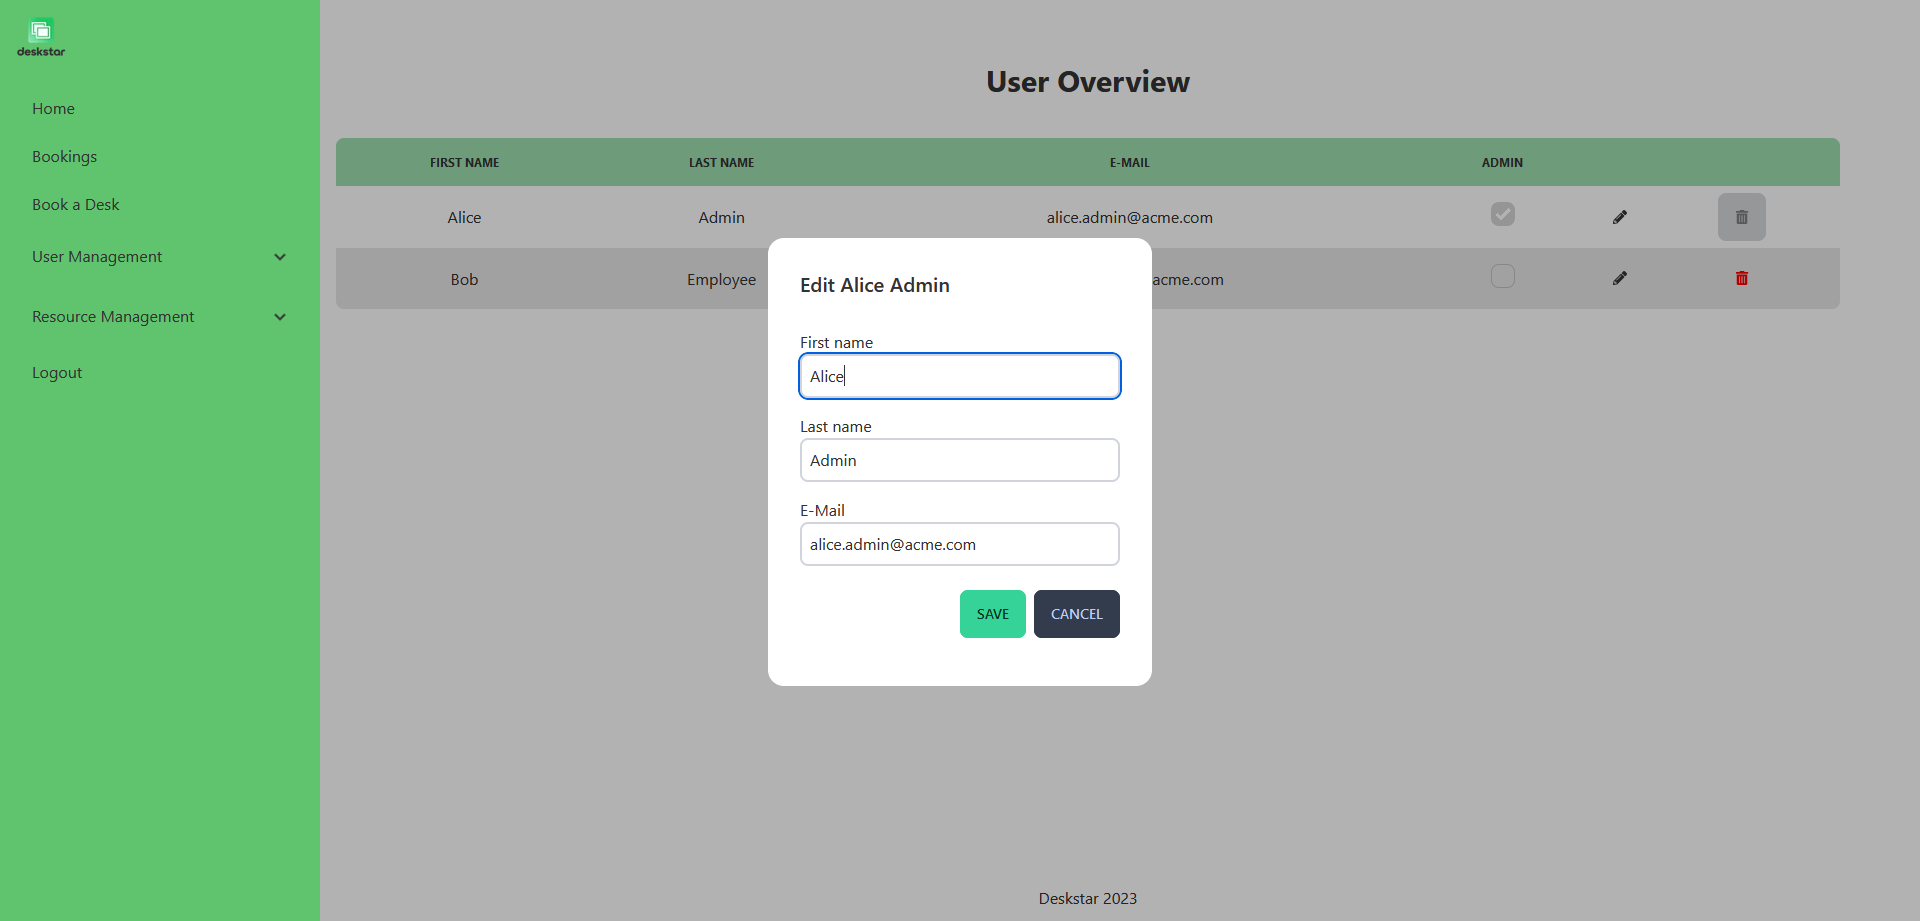 deskstar
Home
Bookings
Book a Desk
User Management
Resource Management
Logout
User Overview
FIRST NAME LAST NAME E-MAIL ADMIN
Alice Admin alice.admin@acme.com
Bob Employee acme.com
Edit Alice Admin
First name
Alice
Last name
Admin
E-Mail
alice.admin@acme.com
SAVE CANCEL
Deskstar 2023